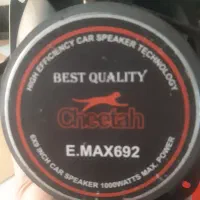 HIGH EFFICIENCY CAR SPEAKER TECHNOLOGY
BEST QUALITY
Cheetah
E.MAX692
6X9 INCH CAR SPEAKER 1000WATTS MAX. POWER